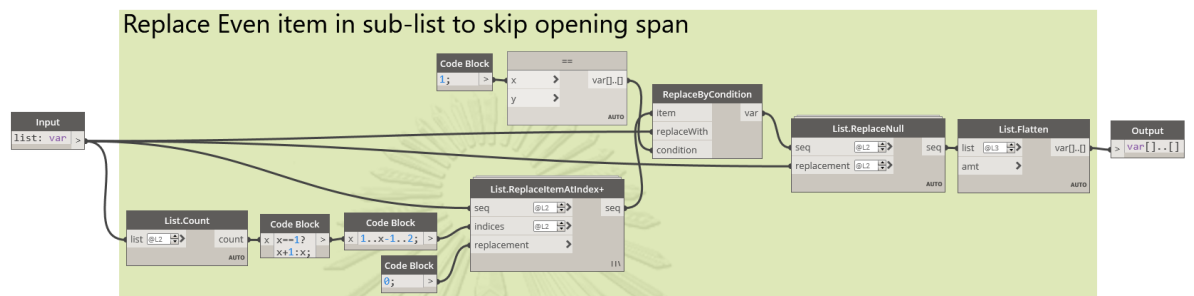 Replace Even item in sub-list to skip opening span
Input
list: var >
Code Block
1; >
==
x > var[]..[]
y >
AUTO
ReplaceByCondition
item var
replaceWith
condition
List.ReplaceNull
seq @L2 > seq
replacement @L2 >
AUTO
List.Flatten
list @L3 > var[]..[]
amt >
AUTO
Output
> var[]..[]
List.ReplaceItemAtIndex+
seq @L2 > seq
indices @L2 >
replacement >
III\
List.Count
list @L2 > count
AUTO
Code Block
x x==1? >
x+1:x;
Code Block
x 1..x-1..2; >
Code Block
0; >